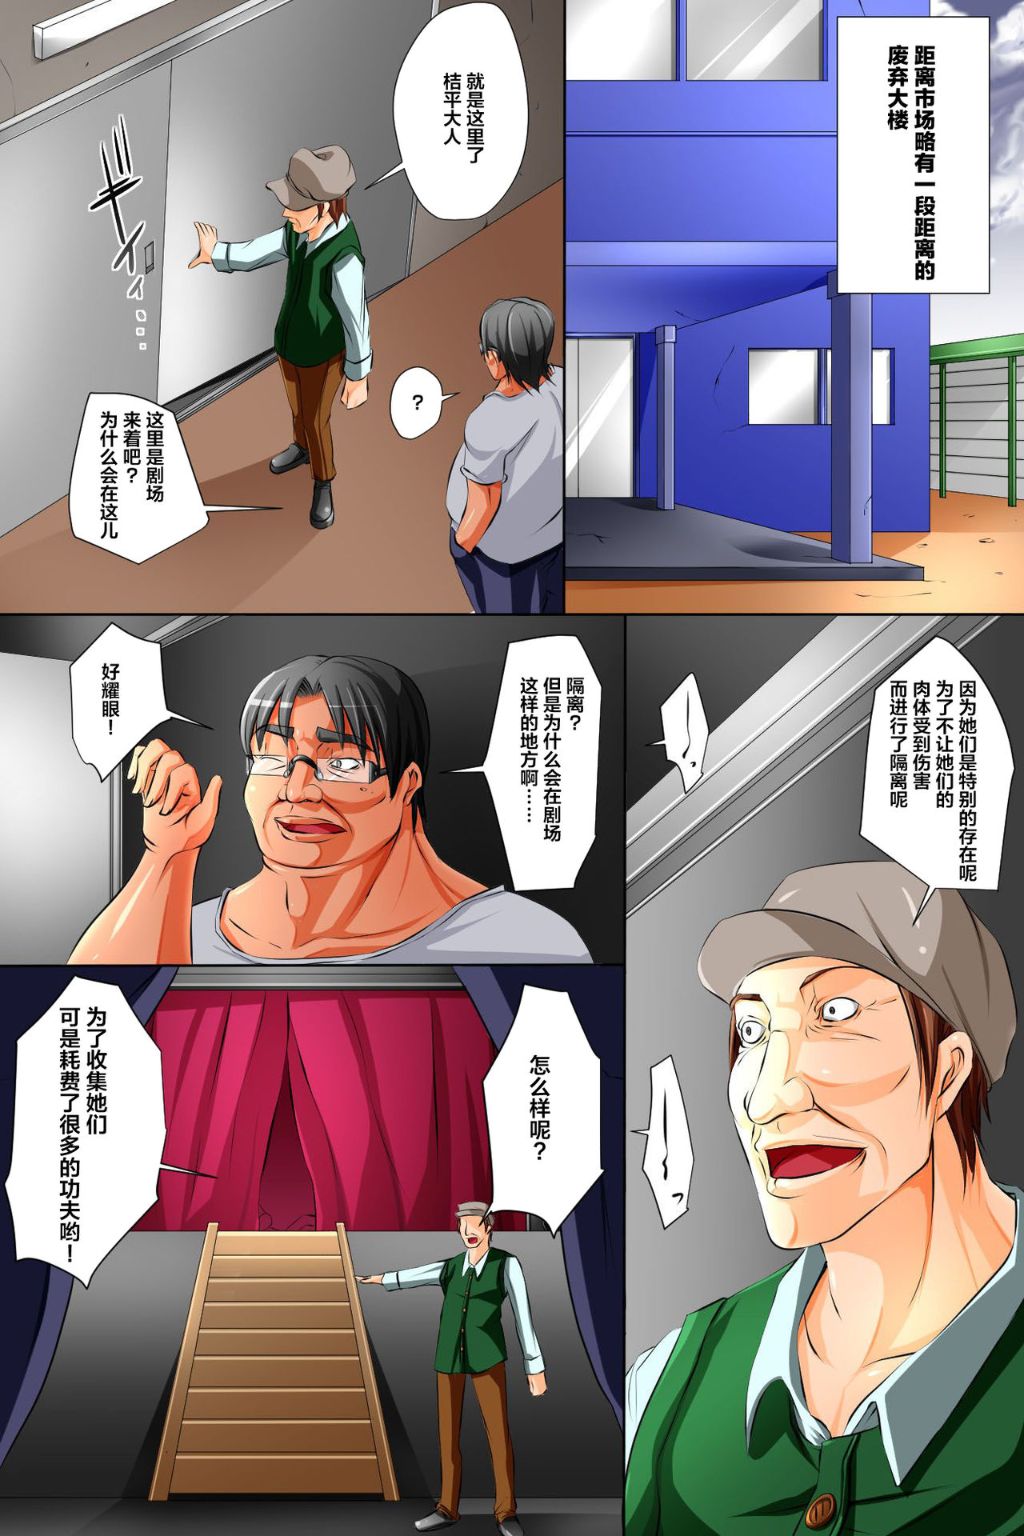 距离市场略有一段距离的
废弃大楼
就是这里了
桔平大人
ギィィ…
?
这里是剧场
来着吧?
为什么会在这儿
因为她们是特别的存在呢
为了不让她们的
肉体受到伤害
而进行了隔离呢
隔离?
但是为什么会在剧场
这样的地方啊……
好耀眼!
怎么样呢?
为了收集她们
可是耗费了很多的功夫哟!